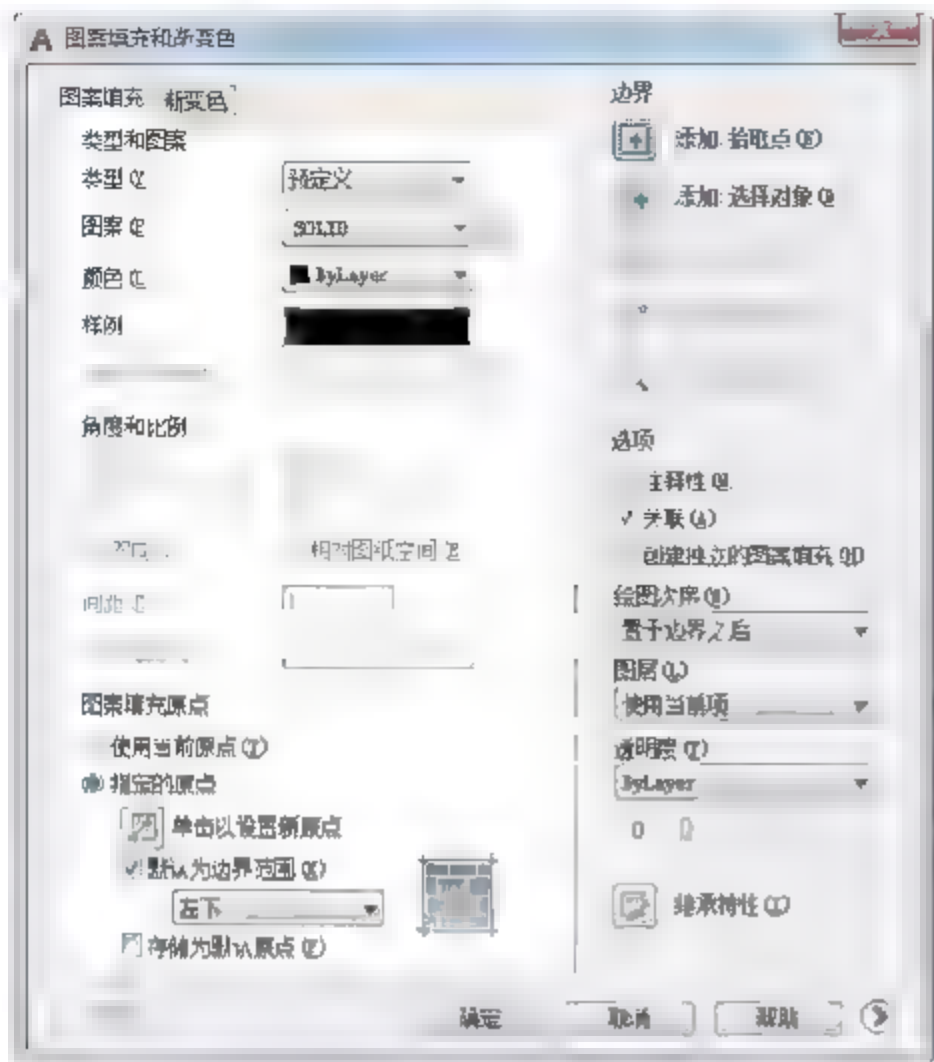 图案填充和渐变色
图案填充 渐变色
类型和图案
类型(Y)
预定义
图案(P)
SOLID
颜色(C)
ByLayer
样例
角度和比例
相对图纸空间(E)
间距(C)
图案填充原点
使用当前原点(T)
指定的原点
单击以设置新原点
默认为边界范围(X)
左下
存储为默认原点(F)
边界
添加:拾取点(K)
添加:选择对象(B)
选项
注释性(N)
关联(A)
创建独立的图案填充(H)
绘图次序(W)
置于边界之后
图层(L)
使用当前项
透明度(T)
ByLayer
0
继承特性(I)
确定 取消 帮助